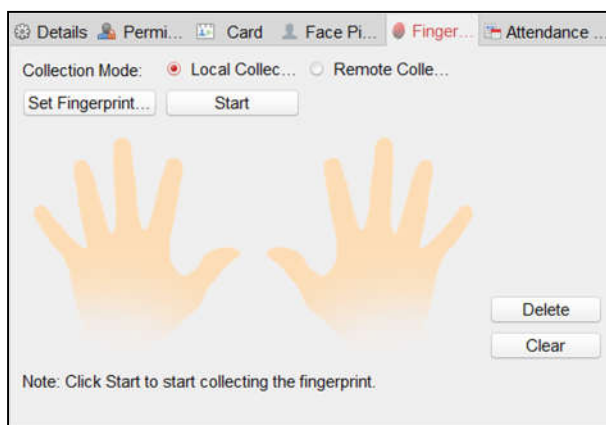 Details Permi... Card Face Pi... Finger... Attendance ...
Collection Mode: Local Collec... Remote Colle...
Set Fingerprint... Start
Delete
Clear
Note: Click Start to start collecting the fingerprint.